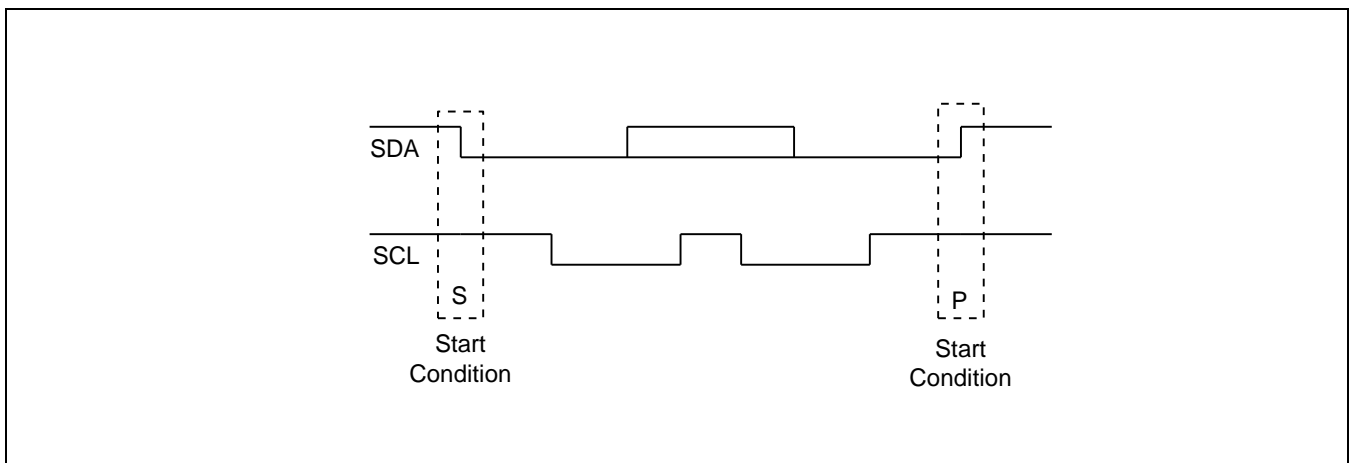 SDA
SCL
S
P
Start
Condition
Start
Condition